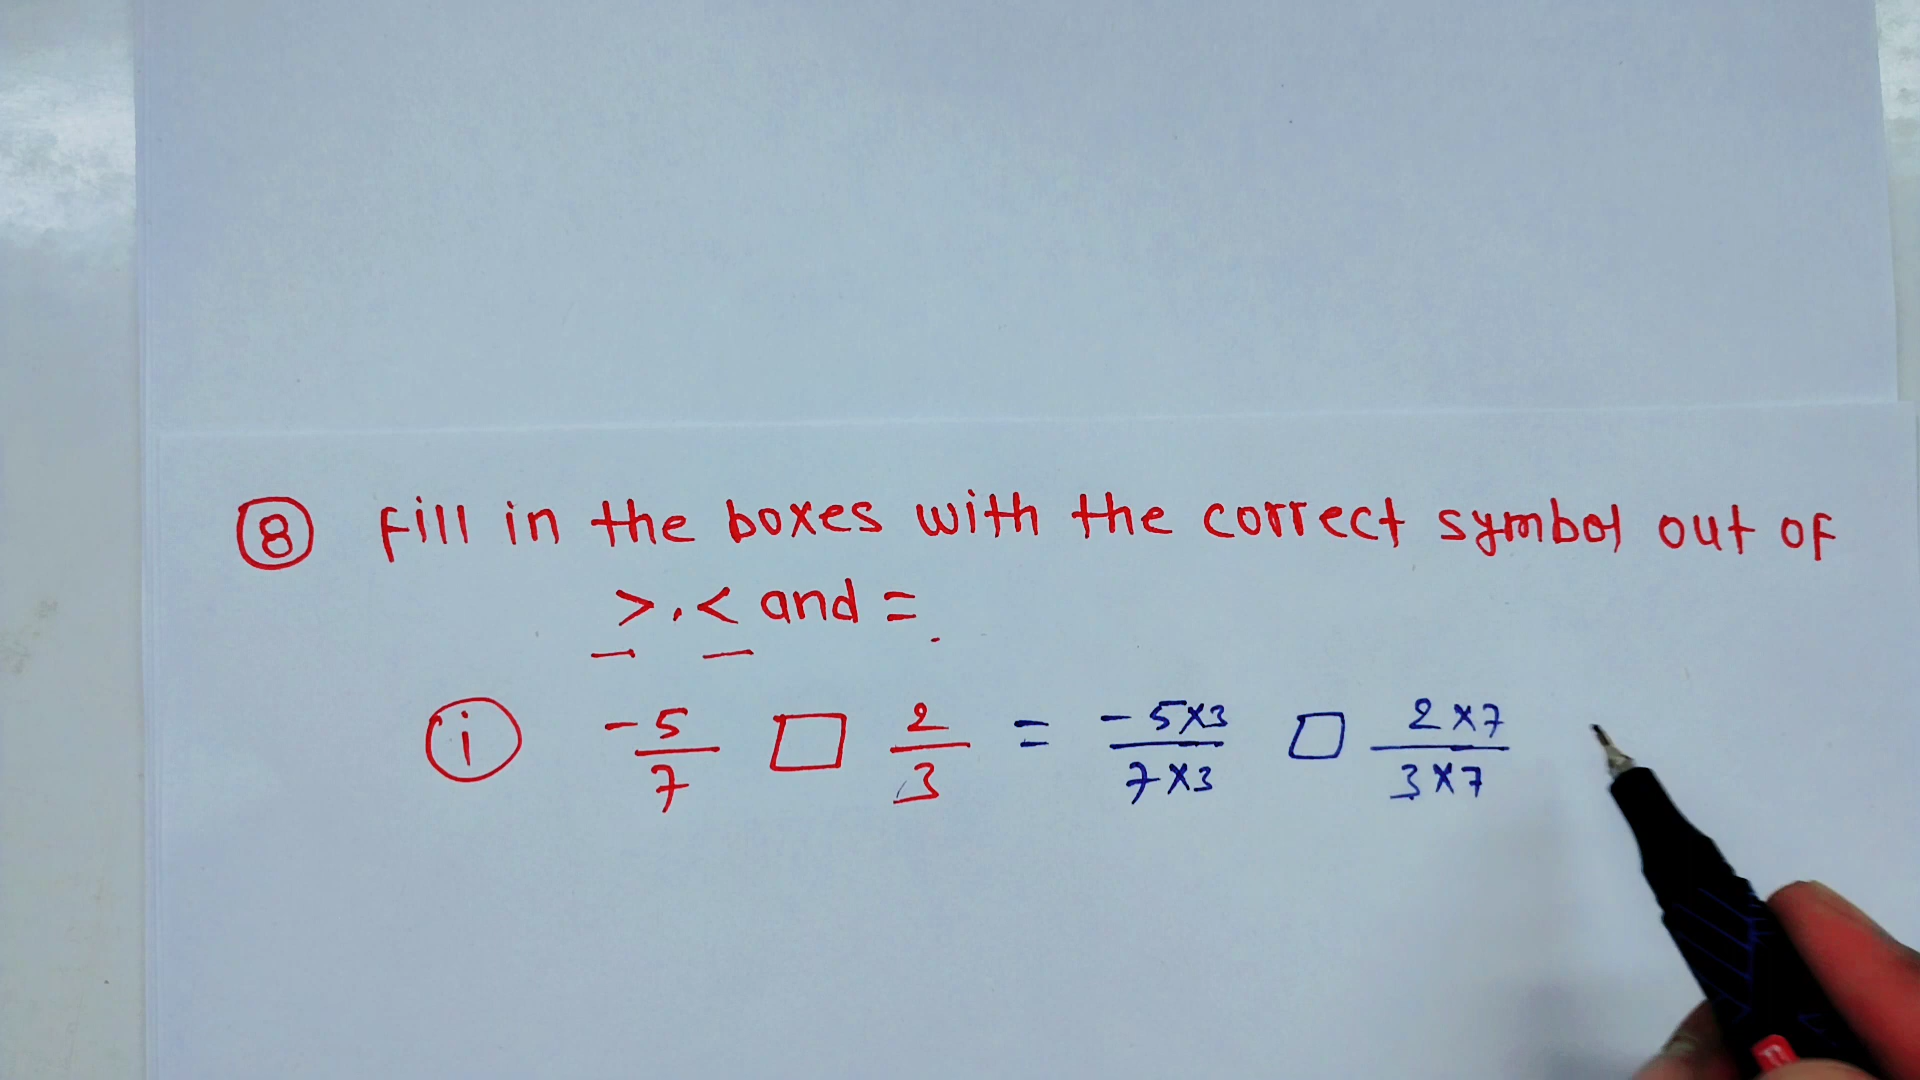 ⑧ Fill in the boxes with the correct symbol out of
>, < and =.
ⓘ -5/7 □ 2/3 = -5×3/7×3 □ 2×7/3×7